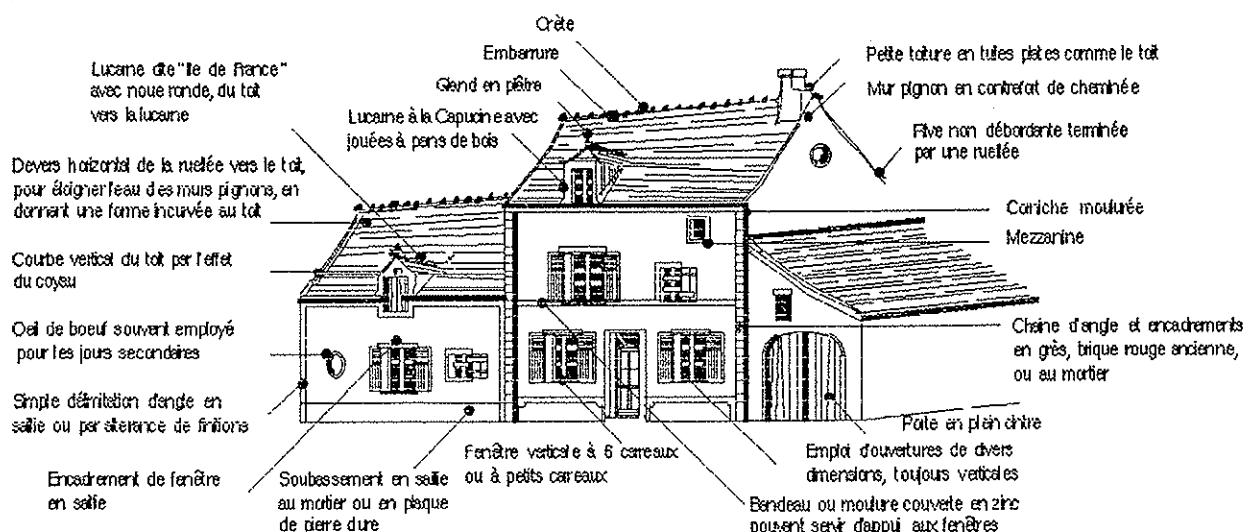 Crète
Embarrure
Gland en plêtre
Lucarne à la Capucine avec
jouées à pans de bois
Lucarne dite "Ile de France"
avec noue ronde, du toit
vers la lucarne
Devers horizontal de la ruellée vers le toit,
pour éloigner l'eau des murs pignons, en
donnant une forme incurvée au toit
Courbe vertical du toit par l'effet
du coyau
Oeil de boeuf souvent employé
pour les jours secondaires
Simple délimitation d'angle en
saillie ou par alterance de finitions
Encadrement de fenêtre
en saillie
Soubassement en saillie
au mortier ou en plaque
de pierre dure
Fenêtre verticale à 6 carreaux
ou à petits carreaux
Petite toiture en tuiles plates comme le toit
Mur pignon en contrefort de cheminée
Rive non débordante terminée
par une ruellée
Corniche moulurée
Mezzanine
Chaine d'angle et encadrements
en grès, brique rouge ancienne,
ou au mortier
Porte en plein cintre
Emploi d'ouvertures de divers
dimensions, toujours verticales
Bandeau ou moulure couverte en zinc
pouvant servir d'appui aux fenêtres